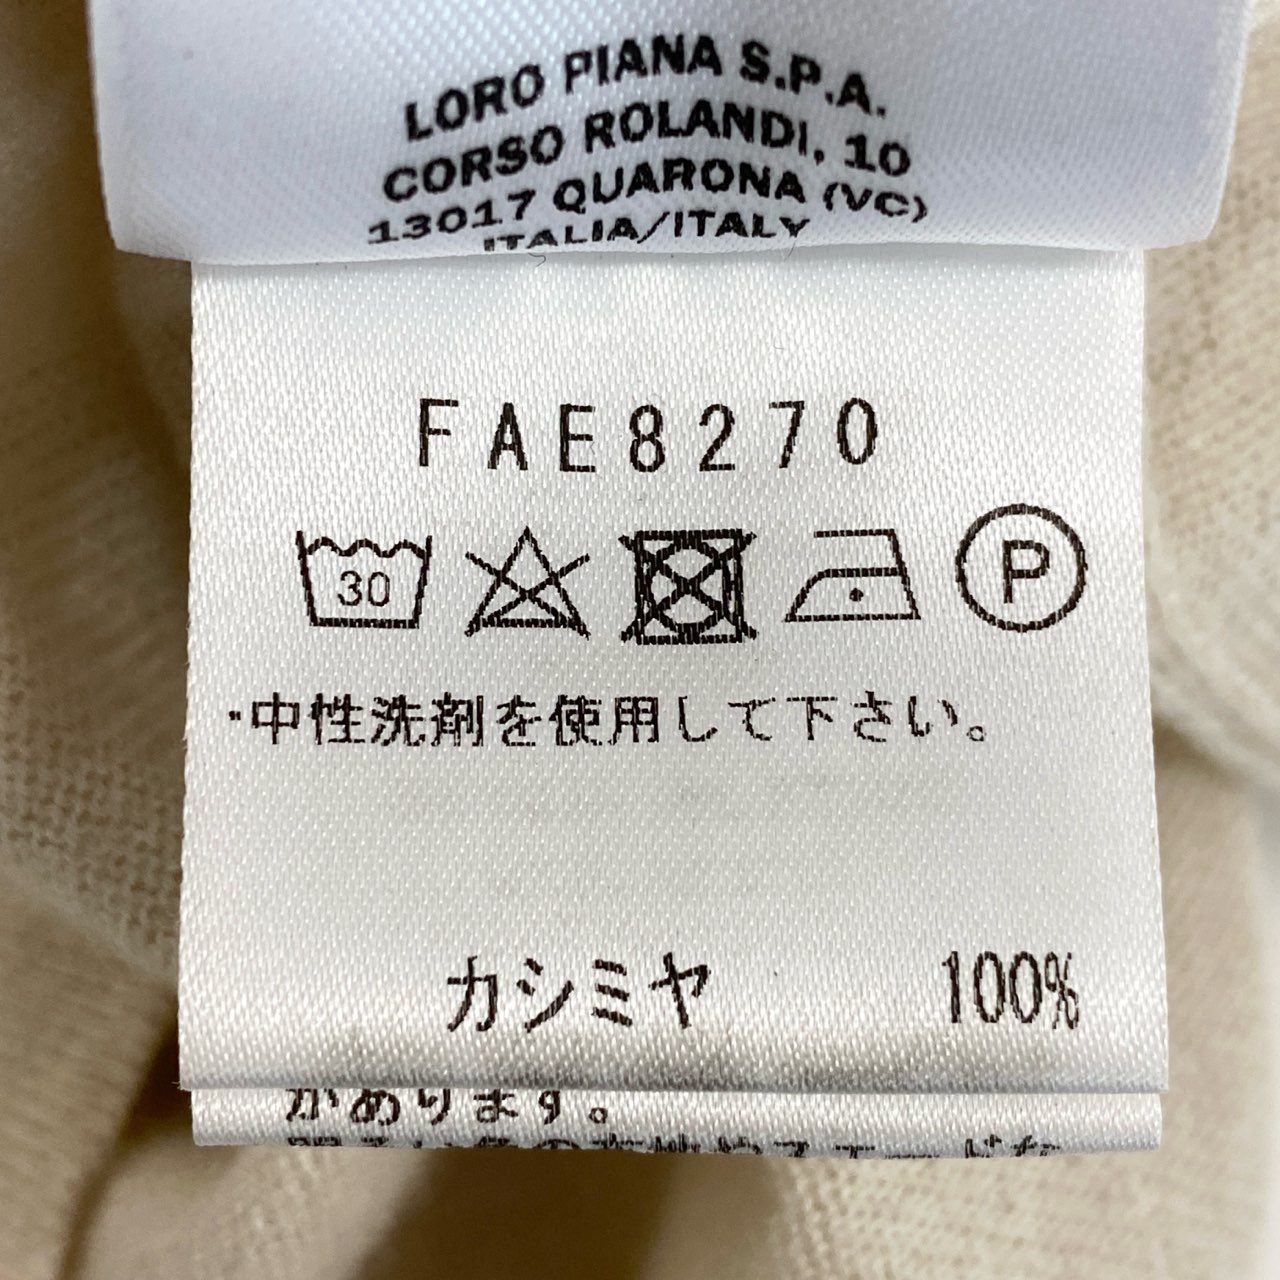 LORO PIANA S.P.A.
CORSO ROLANDI, 10
13017 QUARONA (VC)
ITALIA/ITALY
FAE8270
30
P
・中性洗剤を使用して下さい。
カシミヤ 100%
があります。